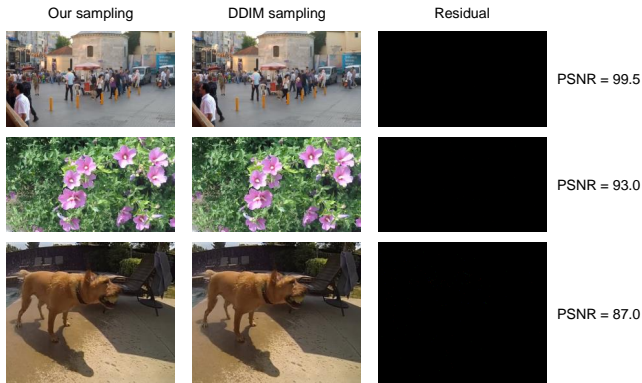 Our sampling DDIM sampling Residual
PSNR = 99.5
PSNR = 93.0
PSNR = 87.0